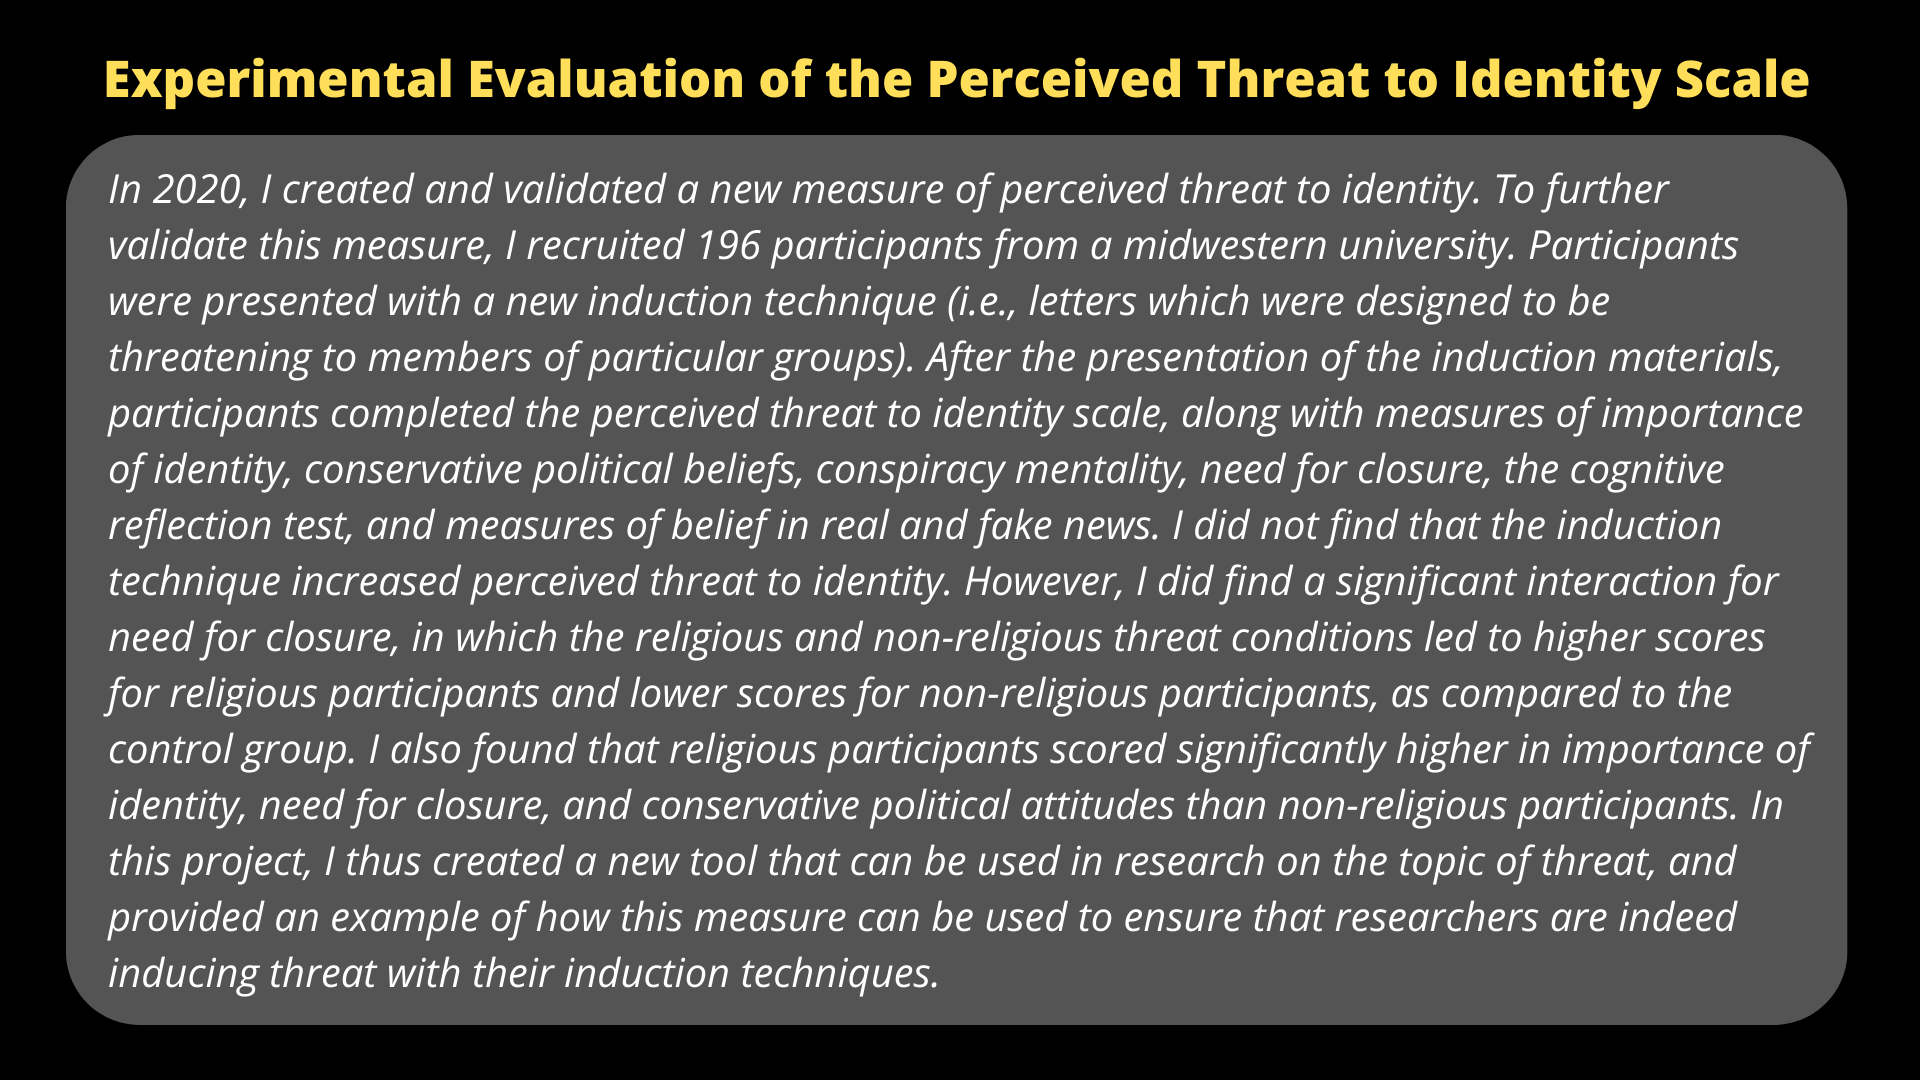 Experimental Evaluation of the Perceived Threat to Identity Scale
In 2020, I created and validated a new measure of perceived threat to identity. To further
validate this measure, I recruited 196 participants from a midwestern university. Participants
were presented with a new induction technique (i.e., letters which were designed to be
threatening to members of particular groups). After the presentation of the induction materials,
participants completed the perceived threat to identity scale, along with measures of importance
of identity, conservative political beliefs, conspiracy mentality, need for closure, the cognitive
reflection test, and measures of belief in real and fake news. I did not find that the induction
technique increased perceived threat to identity. However, I did find a significant interaction for
need for closure, in which the religious and non-religious threat conditions led to higher scores
for religious participants and lower scores for non-religious participants, as compared to the
control group. I also found that religious participants scored significantly higher in importance of
identity, need for closure, and conservative political attitudes than non-religious participants. In
this project, I thus created a new tool that can be used in research on the topic of threat, and
provided an example of how this measure can be used to ensure that researchers are indeed
inducing threat with their induction techniques.